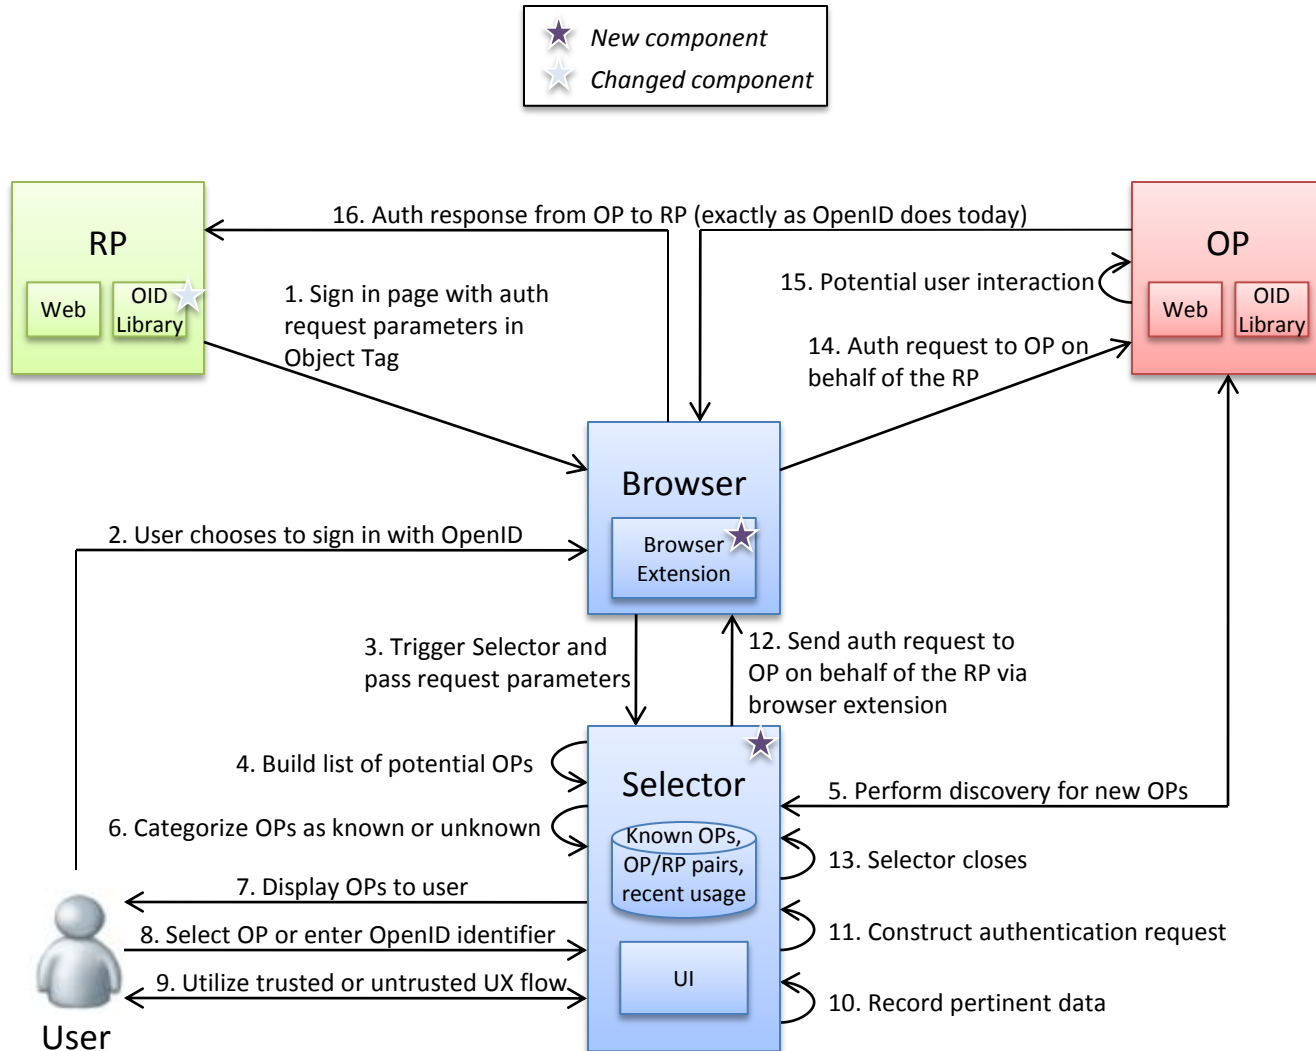 New component
Changed component
16. Auth response from OP to RP (exactly as OpenID does today)
RP
Web
OID
Library
OP
Web
OID
Library
15. Potential user interaction
1. Sign in page with auth
request parameters in
Object Tag
14. Auth request to OP on
behalf of the RP
Browser
Browser
Extension
2. User chooses to sign in with OpenID
3. Trigger Selector and
pass request parameters
12. Send auth request to
OP on behalf of the RP via
browser extension
4. Build list of potential OPs
Selector
5. Perform discovery for new OPs
6. Categorize OPs as known or unknown
Known OPs,
OP/RP pairs,
recent usage
13. Selector closes
7. Display OPs to user
8. Select OP or enter OpenID identifier
11. Construct authentication request
9. Utilize trusted or untrusted UX flow
UI
10. Record pertinent data
User